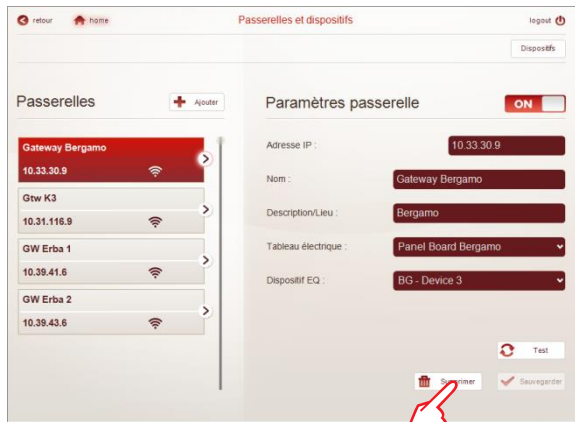 retour
home
Passerelles et dispositifs
logout
Dispositifs
Passerelles
Ajouter
Gateway Bergamo
10.33.30.9
Gtw K3
10.31.116.9
GW Erba 1
10.39.41.6
GW Erba 2
10.39.43.6
Paramètres passerelle
ON
Adresse IP :
10.33.30.9
Nom :
Gateway Bergamo
Description/Lieu :
Bergamo
Tableau électrique :
Panel Board Bergamo
Dispositif EQ :
BG - Device 3
Test
Supprimer
Sauvegarder